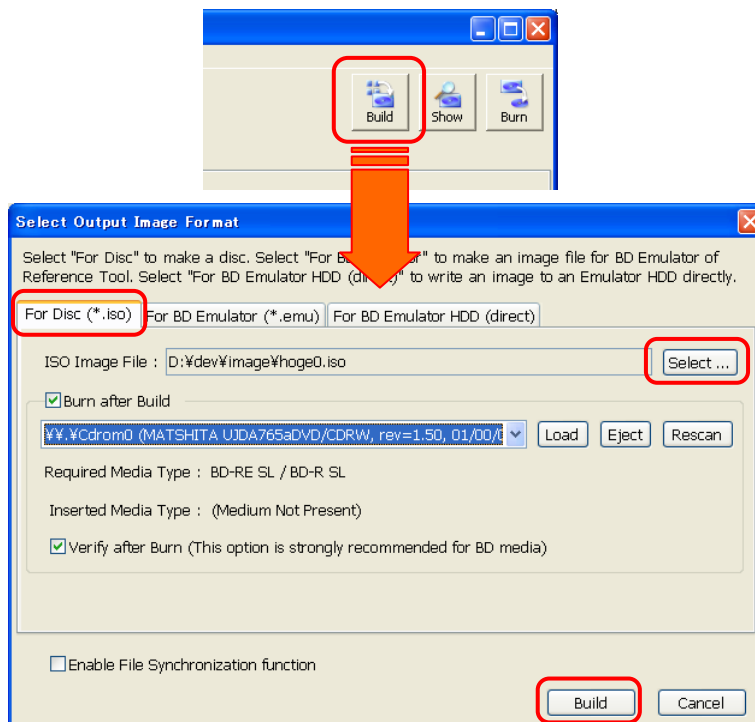 Build
Show
Burn
Select Output Image Format
Select "For Disc" to make a disc. Select "For B " to make an image file for BD Emulator of
Reference Tool. Select "For BD Emulator HDD (direct)" to write an image to an Emulator HDD directly.
For Disc (*.iso)
For BD Emulator (*.emu)
For BD Emulator HDD (direct)
ISO Image File : D:¥dev¥image¥hoge0.iso
Select ...
Burn after Build
¥¥.¥Cdrom0 (MATSHITA UJDA765aDVD/CDRW, rev=1.50, 01/00/
Load
Eject
Rescan
Required Media Type : BD-RE SL / BD-R SL
Inserted Media Type : (Medium Not Present)
Verify after Burn (This option is strongly recommended for BD media)
Enable File Synchronization function
Build
Cancel